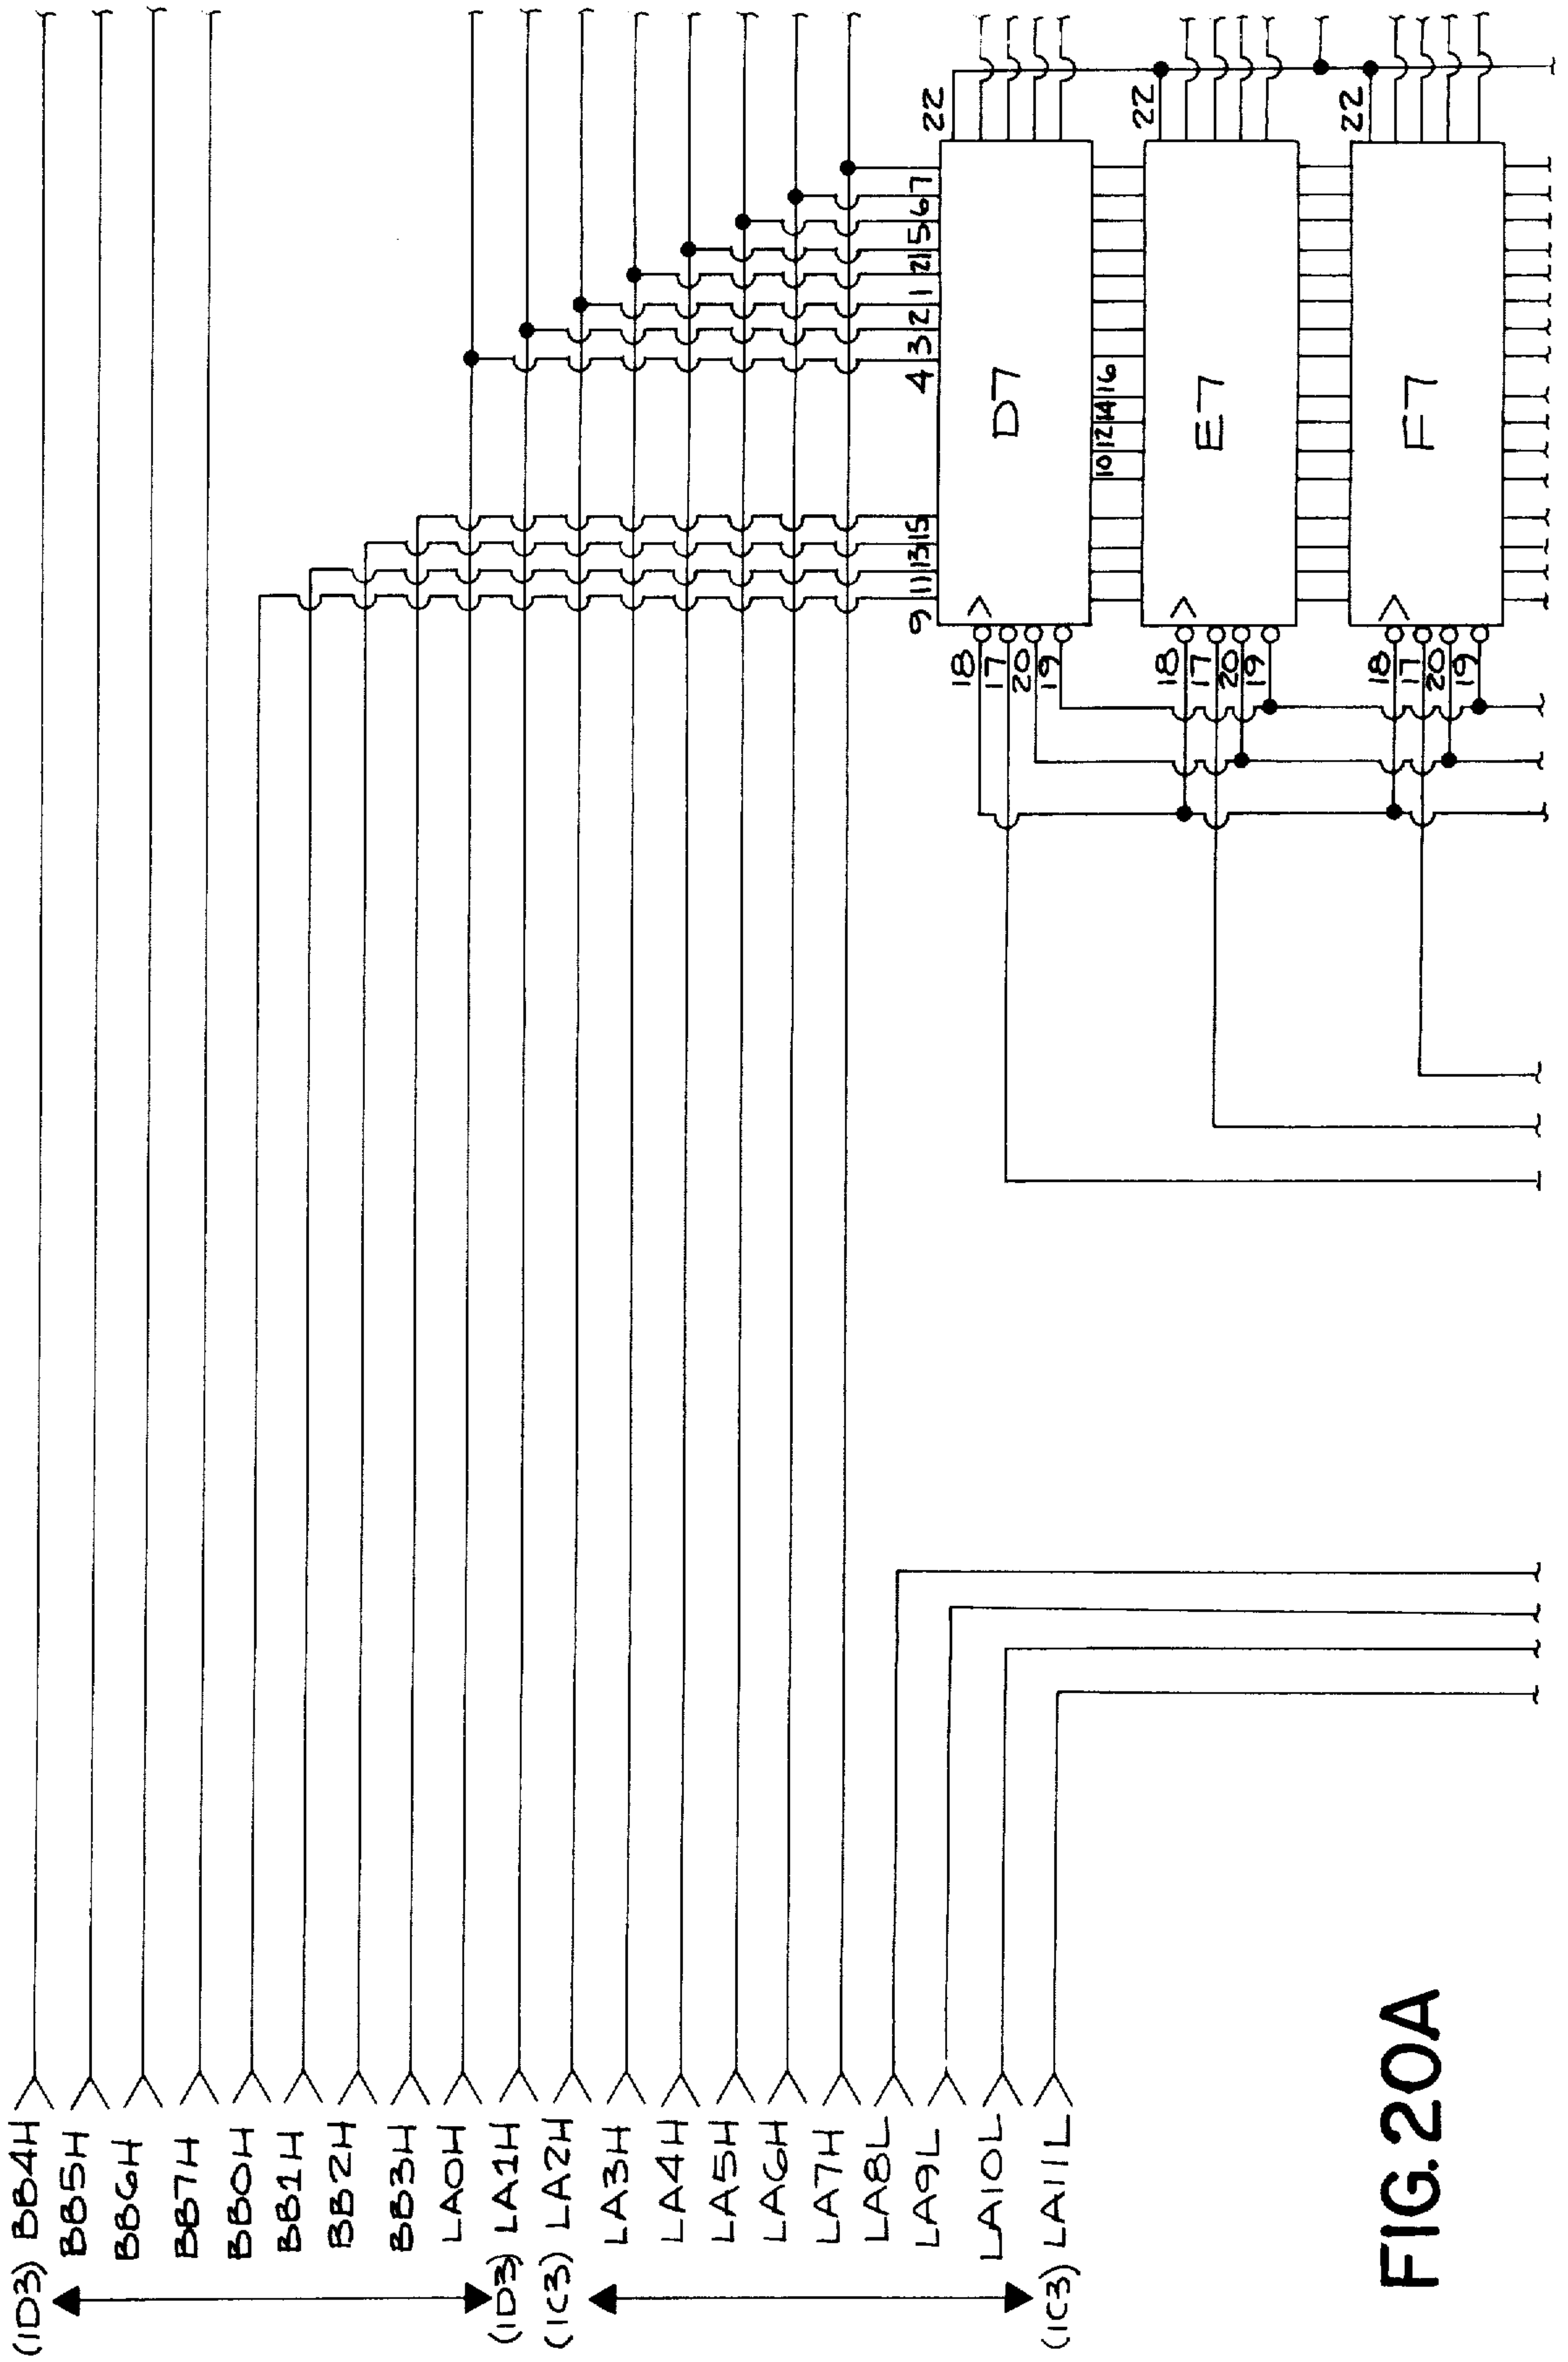 (1D3) BB4H
BB5H
BB6H
BB7H
BB0H
BB1H
BB2H
BB3H
LA0H
(1D3) LA1H
(1C3) LA2H
LA3H
LA4H
LA5H
LA6H
LA7H
LA8L
LA9L
LA10L
(1C3) LA11L
9 11 13 15 4 3 2 1 21 5 6 7 22
18
17
20
19
D7
10 12 14 16
22
18
17
20
19
E7
22
18
17
20
19
F7
FIG. 20A